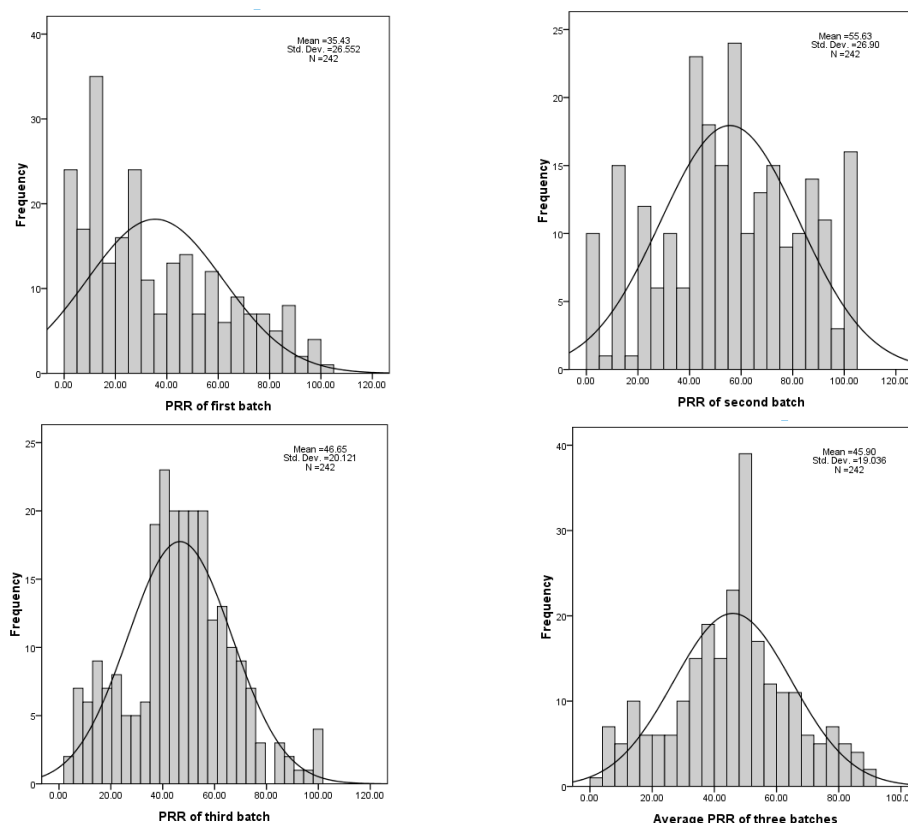 Mean =35.43
Std. Dev. =26.552
N =242
40
30
20
10
0
Frequency
0.00 20.00 40.00 60.00 80.00 100.00 120.00
PRR of first batch
Mean =55.63
Std. Dev. =26.90
N =242
25
20
15
10
5
0
Frequency
0.00 20.00 40.00 60.00 80.00 100.00 120.0
PRR of second batch
Mean =46.65
Std. Dev. =20.121
N =242
25
20
15
10
5
0
Frequency
0.00 20.00 40.00 60.00 80.00 100.00 120.00
PRR of third batch
Mean =45.90
Std. Dev. =19.036
N =242
40
30
20
10
0
Frequency
0.00 20.00 40.00 60.00 80.00 100.0
Average PRR of three batches